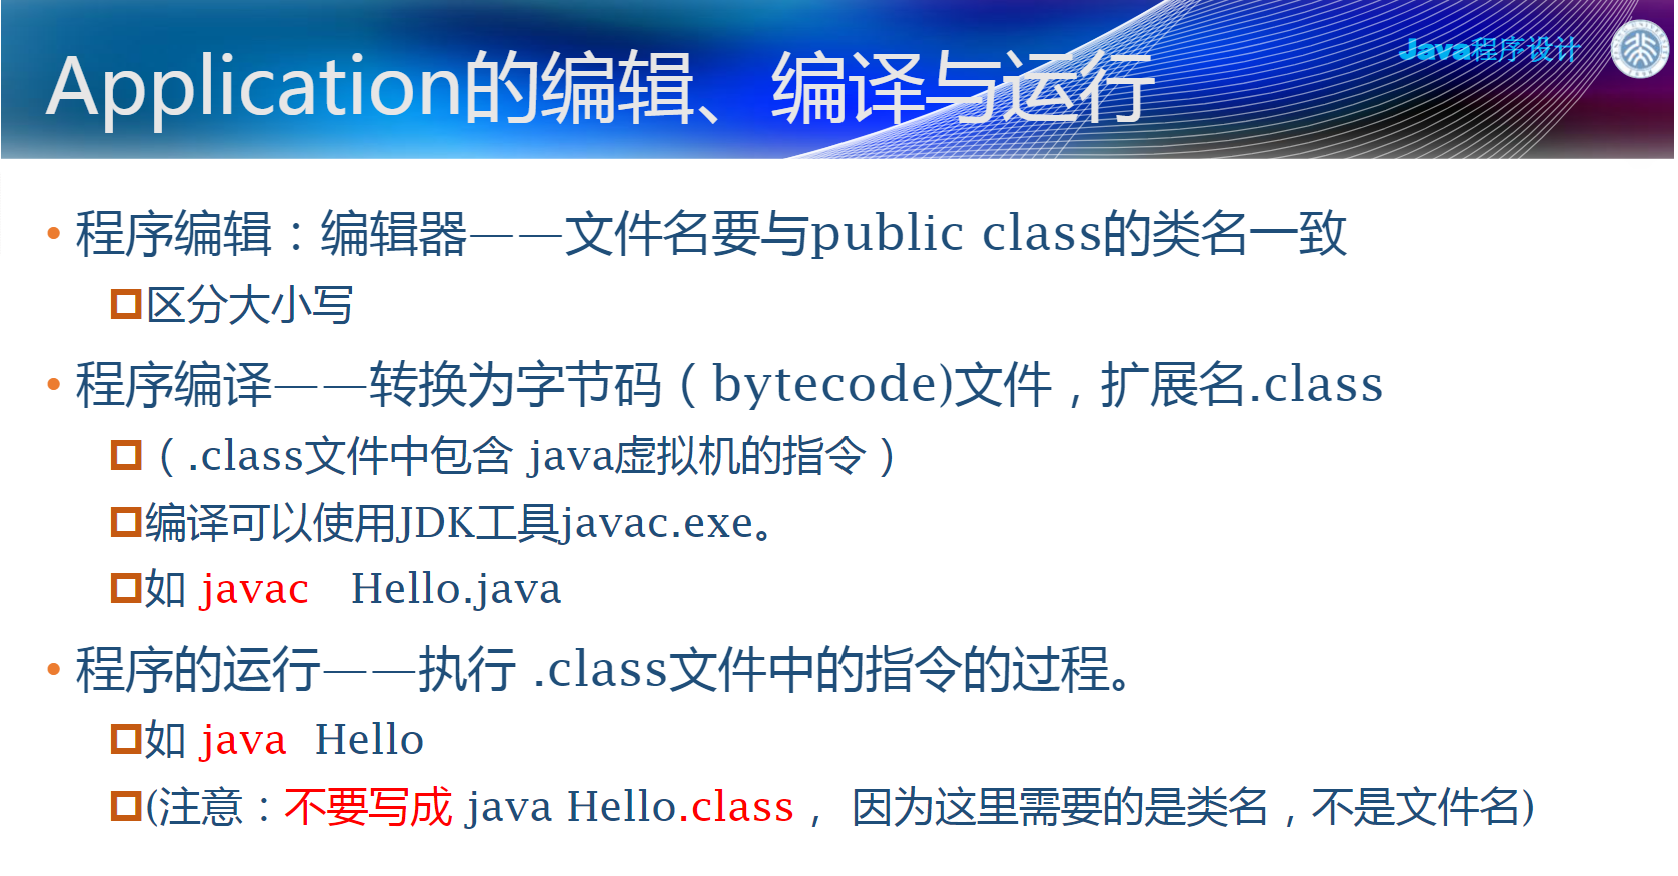 Application的编辑、编译与运行
Java程序设计
程序编辑：编辑器——文件名要与public class的类名一致
区分大小写
程序编译——转换为字节码（bytecode)文件，扩展名.class
（.class文件中包含 java虚拟机的指令）
编译可以使用JDK工具javac.exe。
如 javac Hello.java
程序的运行——执行 .class文件中的指令的过程。
如 java Hello
(注意：不要写成 java Hello.class， 因为这里需要的是类名，不是文件名)